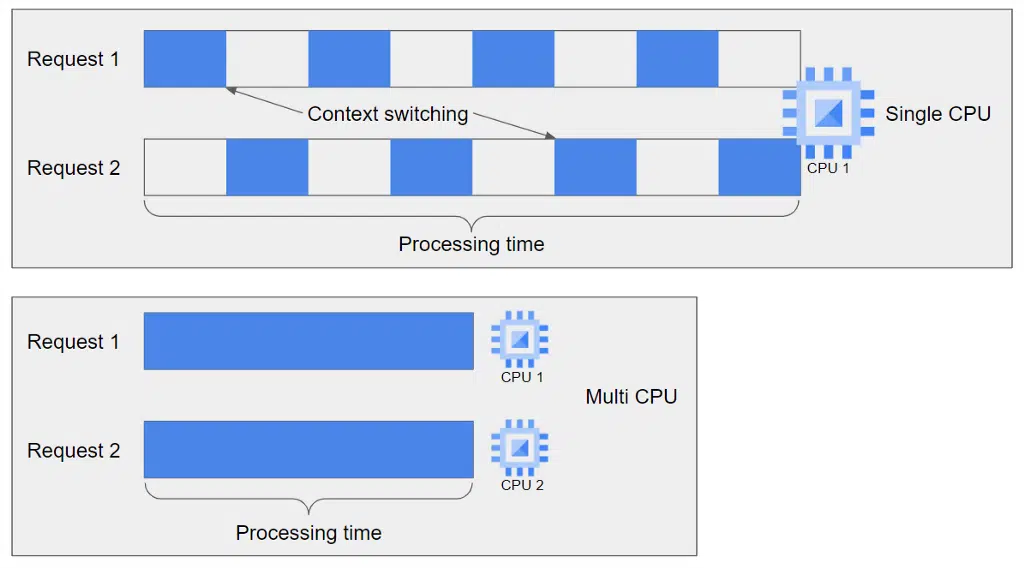 Request 1
Context switching
Single CPU
Request 2
CPU 1
Processing time
Request 1
CPU 1
Multi CPU
Request 2
CPU 2
Processing time